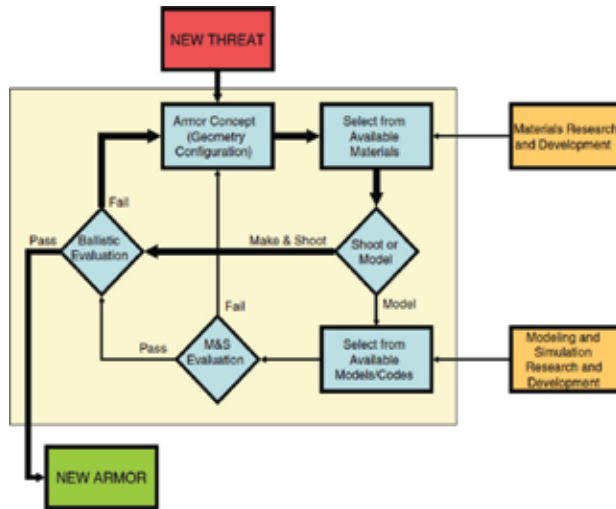 NEW THREAT
Armor Concept
(Geometry
Configuration)
Select from
Available
Materials
Materials Research
and Development
Fail
Pass
Ballistic
Evaluation
Make & Shoot
Shoot or
Model
Model
Fail
Pass
M&S
Evaluation
Select from
Available
Models/Codes
Modeling and
Simulation
Research and
Development
NEW ARMOR